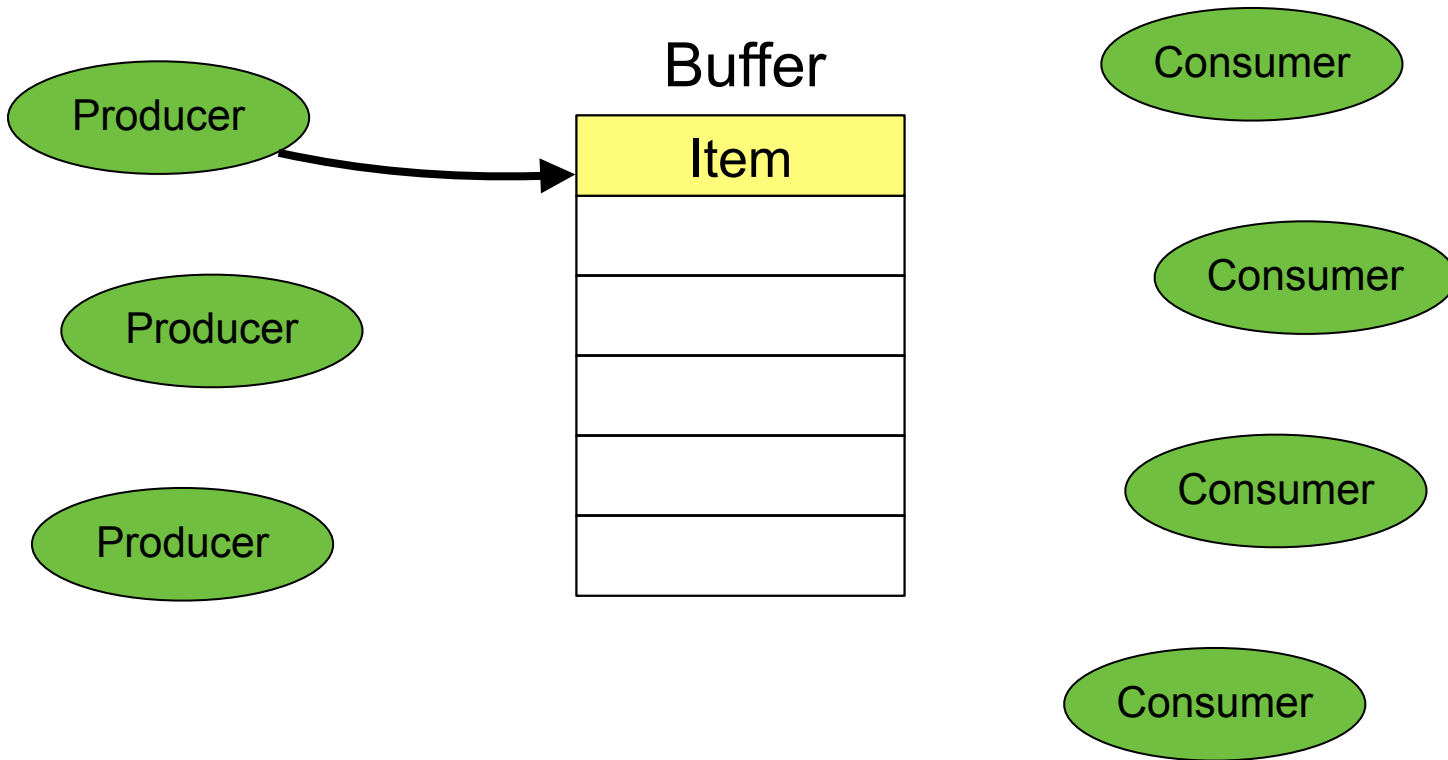 Buffer
Producer
Item
Producer
Producer
Consumer
Consumer
Consumer
Consumer